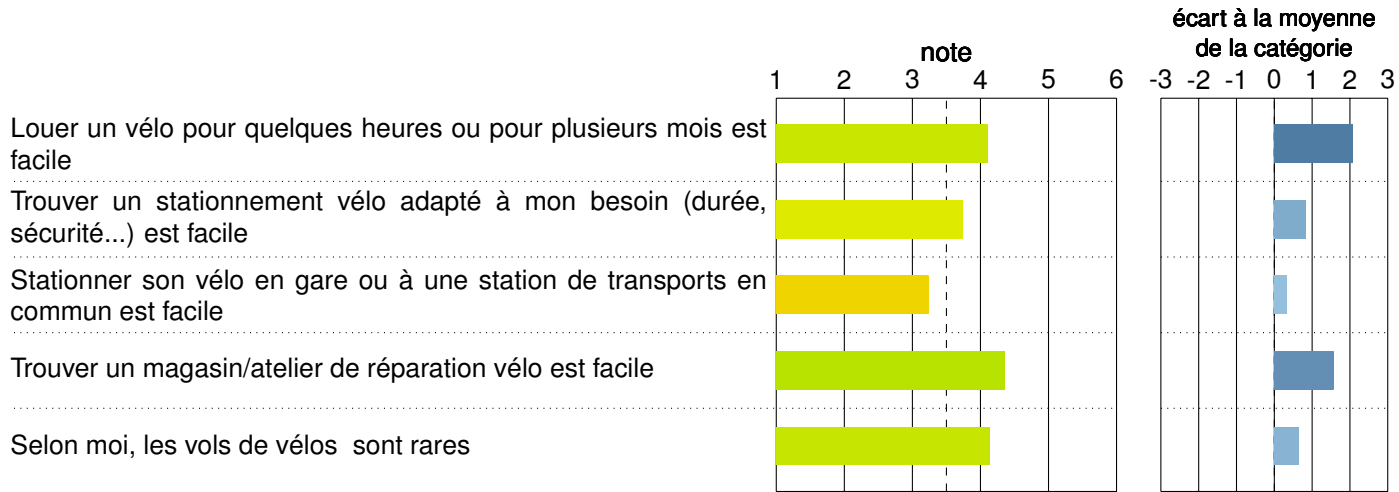 écart à la moyenne
note de la catégorie
1 2 3 4 5 6 -3 -2 -1 0 1 2 3
Louer un vélo pour quelques heures ou pour plusieurs mois est
facile
Trouver un stationnement vélo adapté à mon besoin (durée,
sécurité...) est facile
Stationner son vélo en gare ou à une station de transports en
commun est facile
Trouver un magasin/atelier de réparation vélo est facile
Selon moi, les vols de vélos sont rares